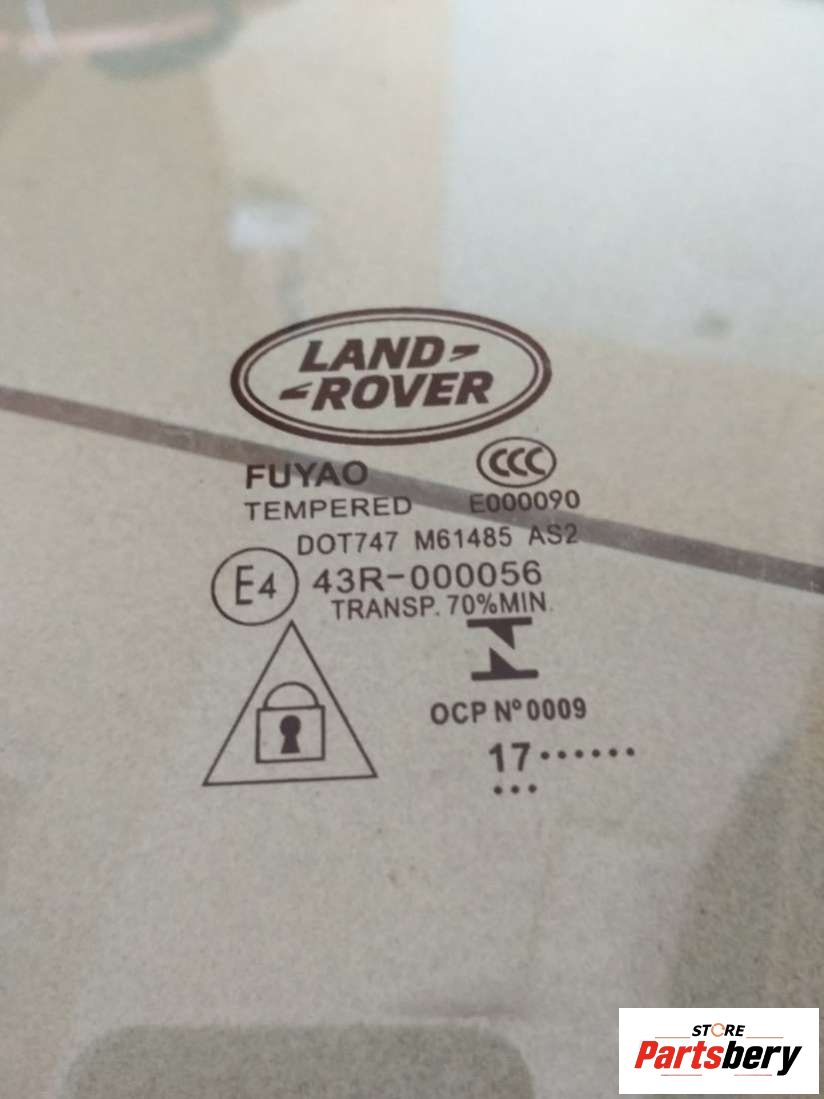 LAND
ROVER
FUYAO
CCC
TEMPERED E000090
DOT747 M61485 AS2
E4 43R-000056
TRANSP. 70%MIN.
OCP Nº0009
17······
···
STORE
Partsbery